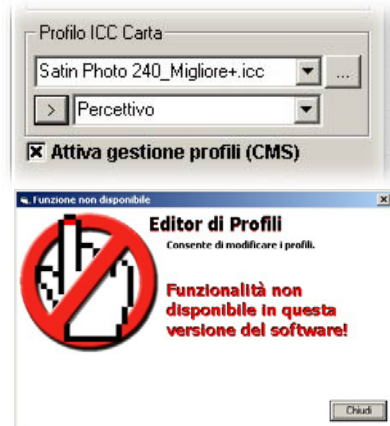 Profilo ICC Carta
Satin Photo 240_Migliore+.icc
...
> Percettivo
Attiva gestione profili (CMS)
Funzione non disponibile
Editor di Profili
Consente di modificare i profili.
Funzionalità non
disponibile in questa
versione del software!
Chiudi